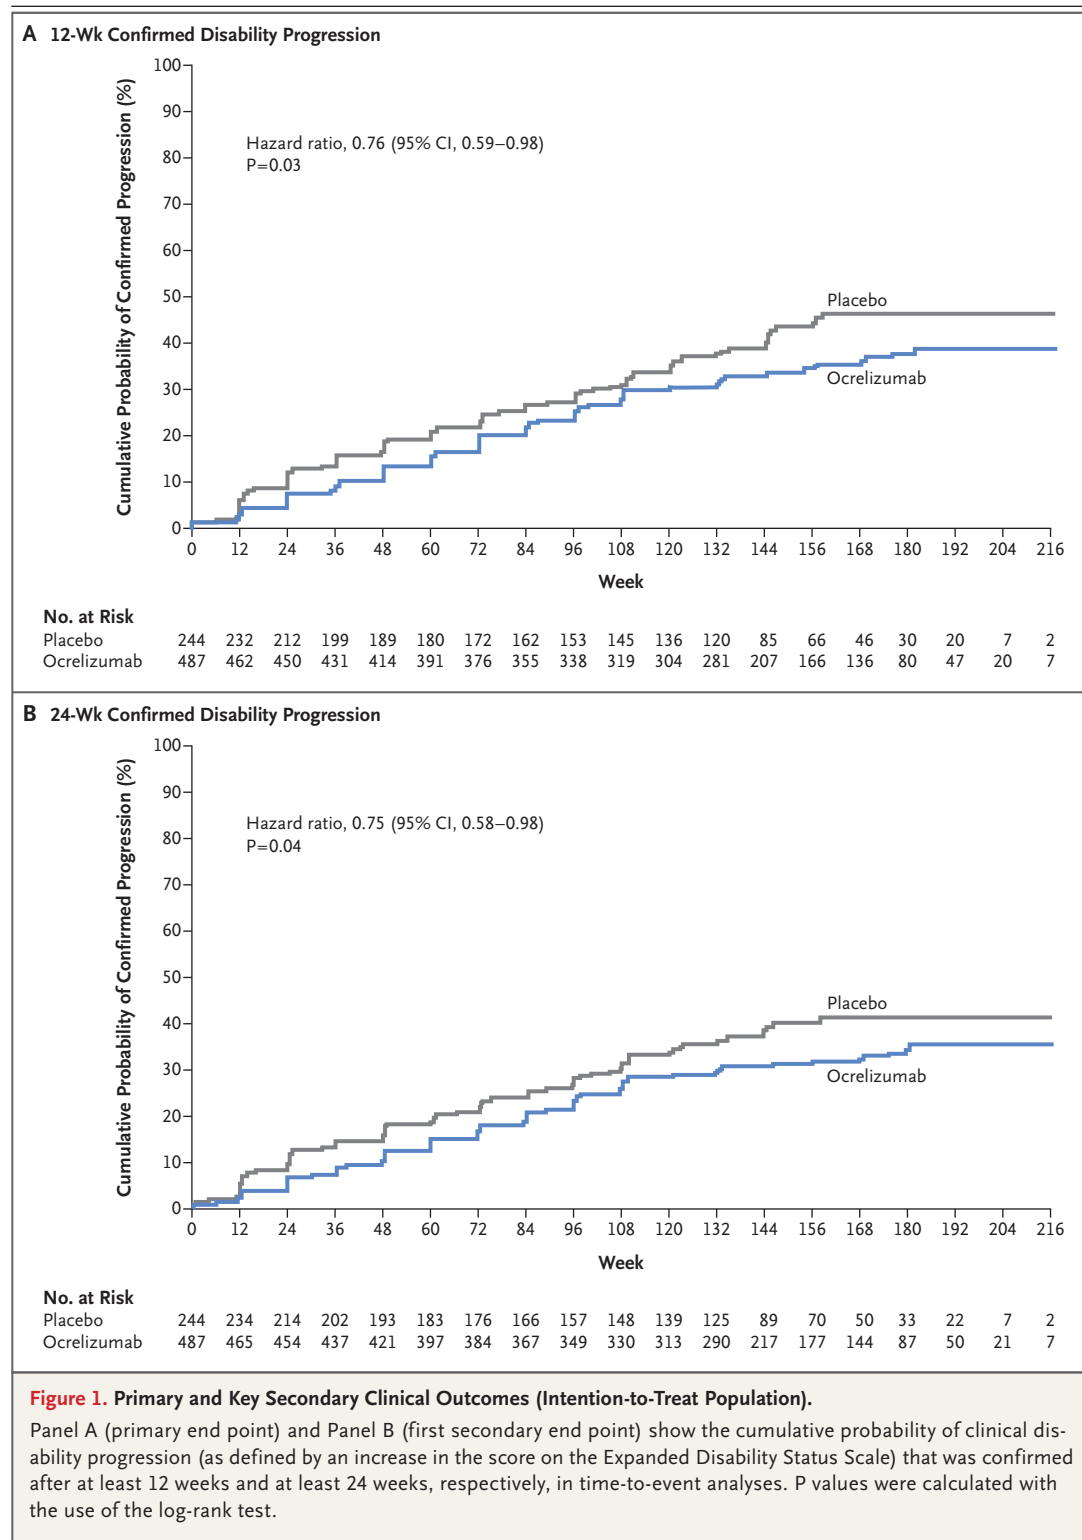 A 12-Wk Confirmed Disability Progression
Cumulative Probability of Confirmed Progression (%)
100
90
80
70
60
50
40
30
20
10
0
Hazard ratio, 0.76 (95% CI, 0.59–0.98)
P=0.03
Placebo
Ocrelizumab
0 12 24 36 48 60 72 84 96 108 120 132 144 156 168 180 192 204 216
Week
No. at Risk
Placebo 244 232 212 199 189 180 172 162 153 145 136 120 85 66 46 30 20 7 2
Ocrelizumab 487 462 450 431 414 391 376 355 338 319 304 281 207 166 136 80 47 20 7
B 24-Wk Confirmed Disability Progression
Cumulative Probability of Confirmed Progression (%)
100
90
80
70
60
50
40
30
20
10
0
Hazard ratio, 0.75 (95% CI, 0.58–0.98)
P=0.04
Placebo
Ocrelizumab
0 12 24 36 48 60 72 84 96 108 120 132 144 156 168 180 192 204 216
Week
No. at Risk
Placebo 244 234 214 202 193 183 176 166 157 148 139 125 89 70 50 33 22 7 2
Ocrelizumab 487 465 454 437 421 397 384 367 349 330 313 290 217 177 144 87 50 21 7
Figure 1. Primary and Key Secondary Clinical Outcomes (Intention-to-Treat Population).
Panel A (primary end point) and Panel B (first secondary end point) show the cumulative probability of clinical dis-
ability progression (as defined by an increase in the score on the Expanded Disability Status Scale) that was confirmed
after at least 12 weeks and at least 24 weeks, respectively, in time-to-event analyses. P values were calculated with
the use of the log-rank test.